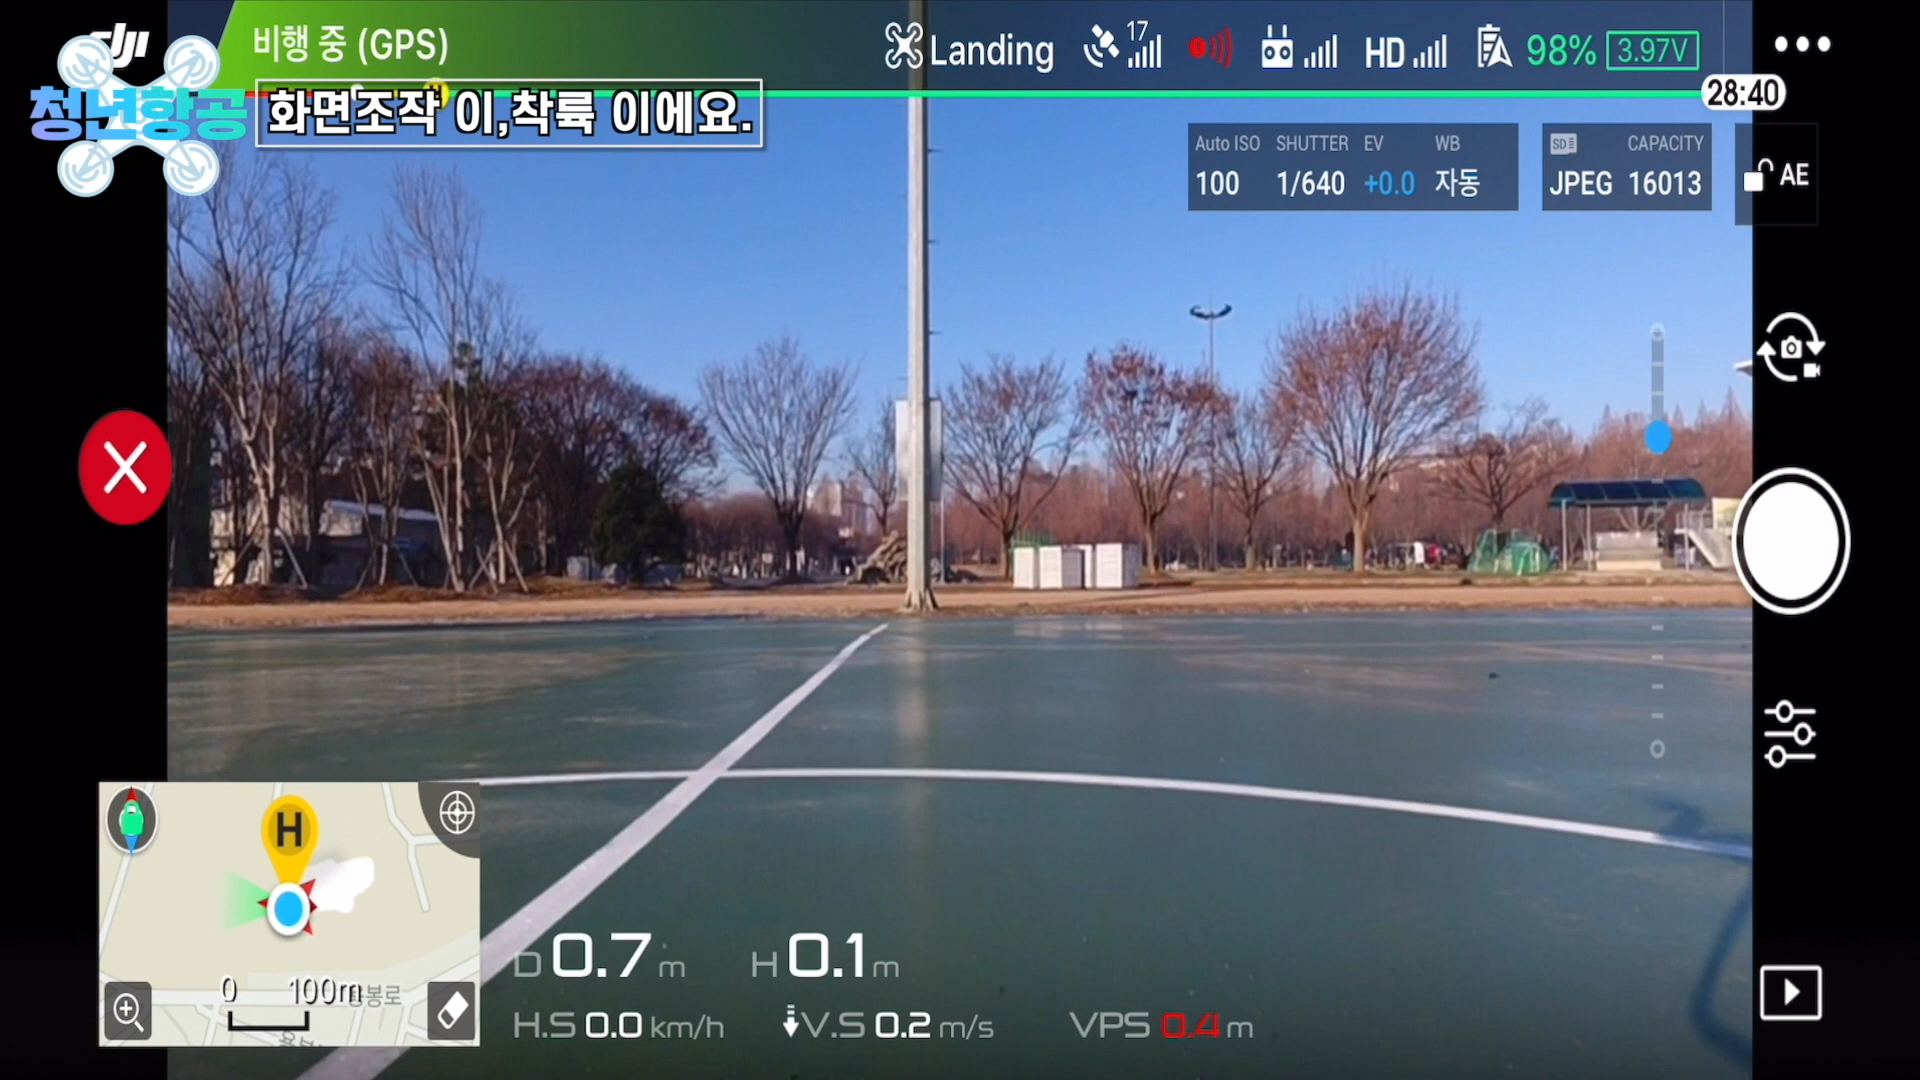 dji
비행 중 (GPS)
Landing
17
HD
98%
3.97V
청년항공
화면조작 이,착륙 이에요.
28:40
Auto ISO SHUTTER EV WB
100 1/640 +0.0 자동
SD CAPACITY
JPEG 16013
AE
H
0 100m
봉로
D 0.7 m H 0.1 m
H.S 0.0 km/h V.S 0.2 m/s VPS 0.4 m